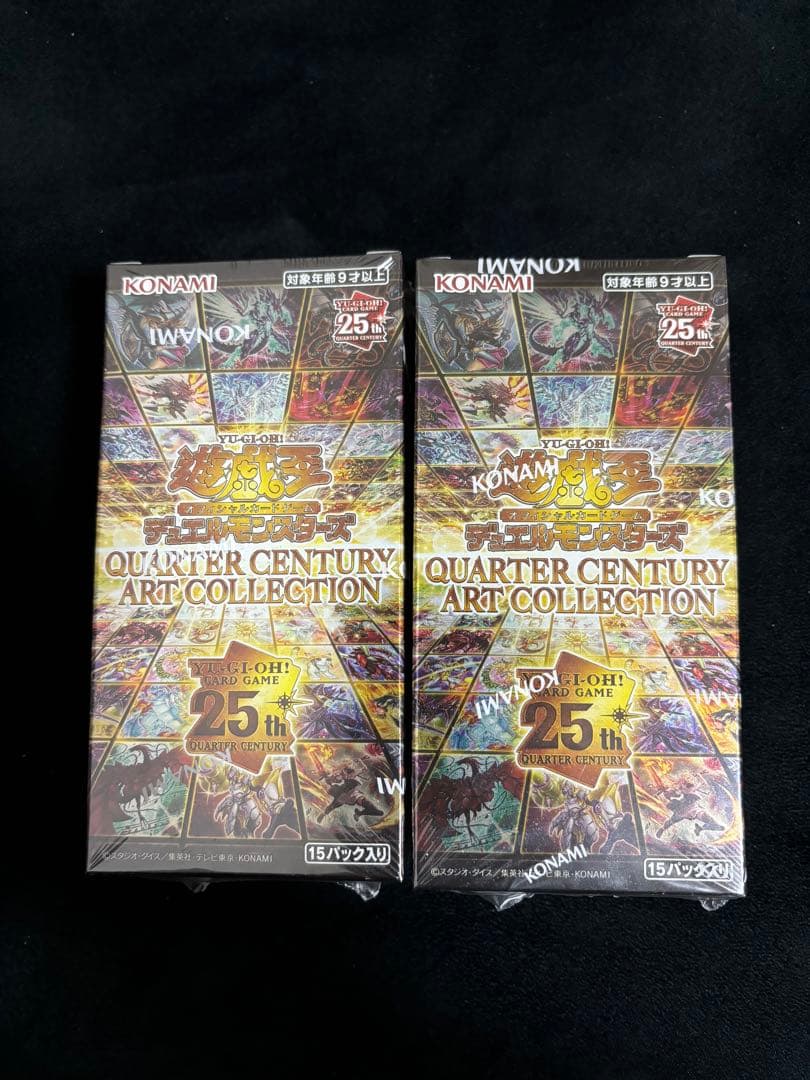 KONAMI
対象年齢9才以上
YU-GI-OH!
CARD GAME
25th
QUARTER CENTURY
KONAMI
YU-GI-OH!
遊戯王
オフィシャルカードゲーム
デュエルモンスターズ
QUARTER CENTURY
ART COLLECTION
YU-GI-OH!
CARD GAME
25th
QUARTER CENTURY
©スタジオ・ダイス/集英社・テレビ東京・KONAMI
15パック入り
KONAMI
KONAMI
対象年齢9才以上
YU-GI-OH!
CARD GAME
25th
QUARTER CENTURY
YU-GI-OH!
遊戯王
KONAMI
KO
オフィシャルカードゲーム
デュエルモンスターズ
QUARTER CENTURY
ART COLLECTION
KONAMI
KONAMI
YU-GI-OH!
CARD GAME
25th
QUARTER CENTURY
KONAMI
©スタジオ・ダイス/集英社・テレビ東京・KONAMI
15パック入り